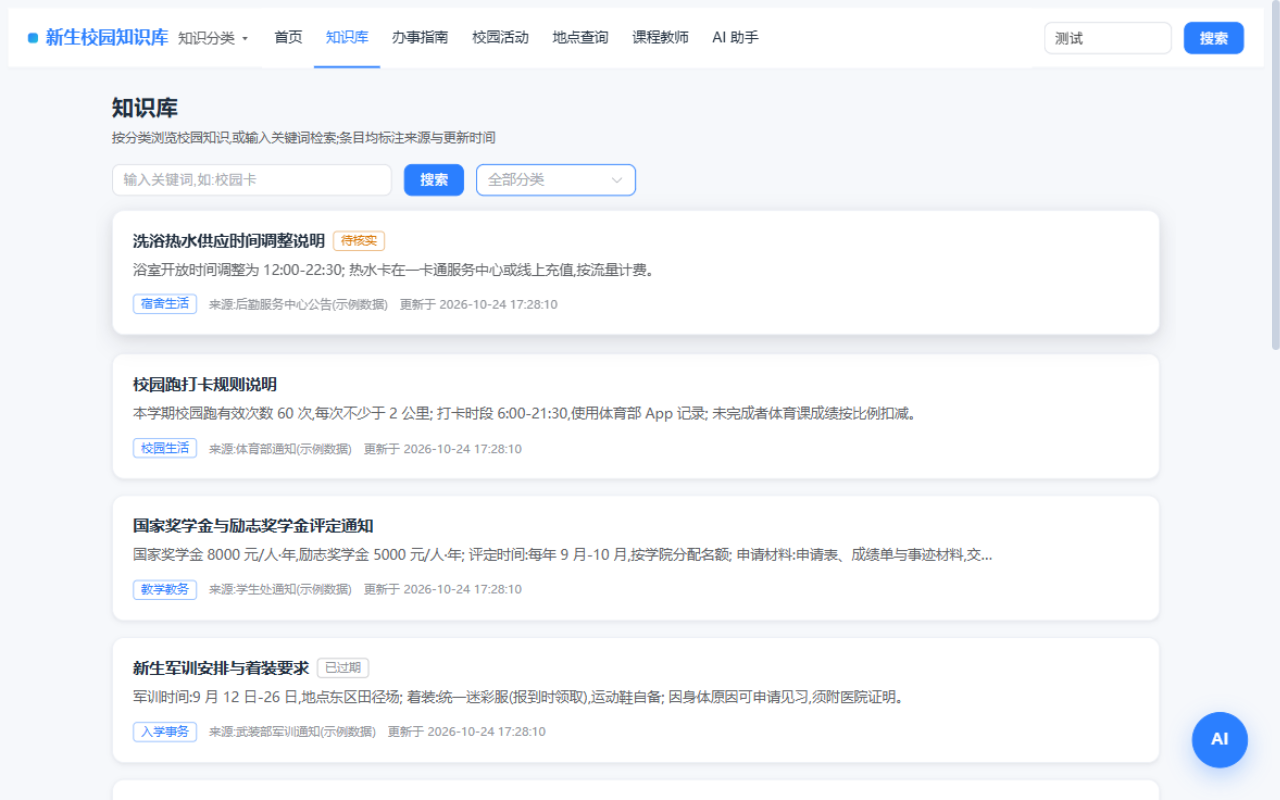 新生校园知识库 知识分类 首页 知识库 办事指南 校园活动 地点查询 课程教师 AI 助手 测试 搜索
知识库
按分类浏览校园知识,或输入关键词检索;条目均标注来源与更新时间
输入关键词,如:校园卡 搜索 全部分类
洗浴热水供应时间调整说明 待核实
浴室开放时间调整为 12:00-22:30; 热水卡在一卡通服务中心或线上充值,按流量计费。
宿舍生活 来源:后勤服务中心公告(示例数据) 更新于 2026-10-24 17:28:10
校园跑打卡规则说明
本学期校园跑有效次数 60 次,每次不少于 2 公里; 打卡时段 6:00-21:30,使用体育部 App 记录; 未完成者体育课成绩按比例扣减。
校园生活 来源:体育部通知(示例数据) 更新于 2026-10-24 17:28:10
国家奖学金与励志奖学金评定通知
国家奖学金 8000 元/人·年,励志奖学金 5000 元/人·年; 评定时间:每年 9 月-10 月,按学院分配名额; 申请材料:申请表、成绩单与事迹材料,交...
教学教务 来源:学生处通知(示例数据) 更新于 2026-10-24 17:28:10
新生军训安排与着装要求 已过期
军训时间:9 月 12 日-26 日,地点东区田径场; 着装:统一迷彩服(报到时领取),运动鞋自备; 因身体原因可申请见习,须附医院证明。
入学事务 来源:武装部军训通知(示例数据) 更新于 2026-10-24 17:28:10
AI